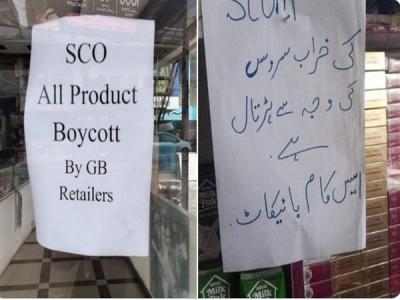 SCO
All Product
Boycott
By GB
Retailers
SCOM
کی خراب سروس
کی وجہ سے ہڑتال
ہے۔
ایس کام بائیکاٹ۔
Milk